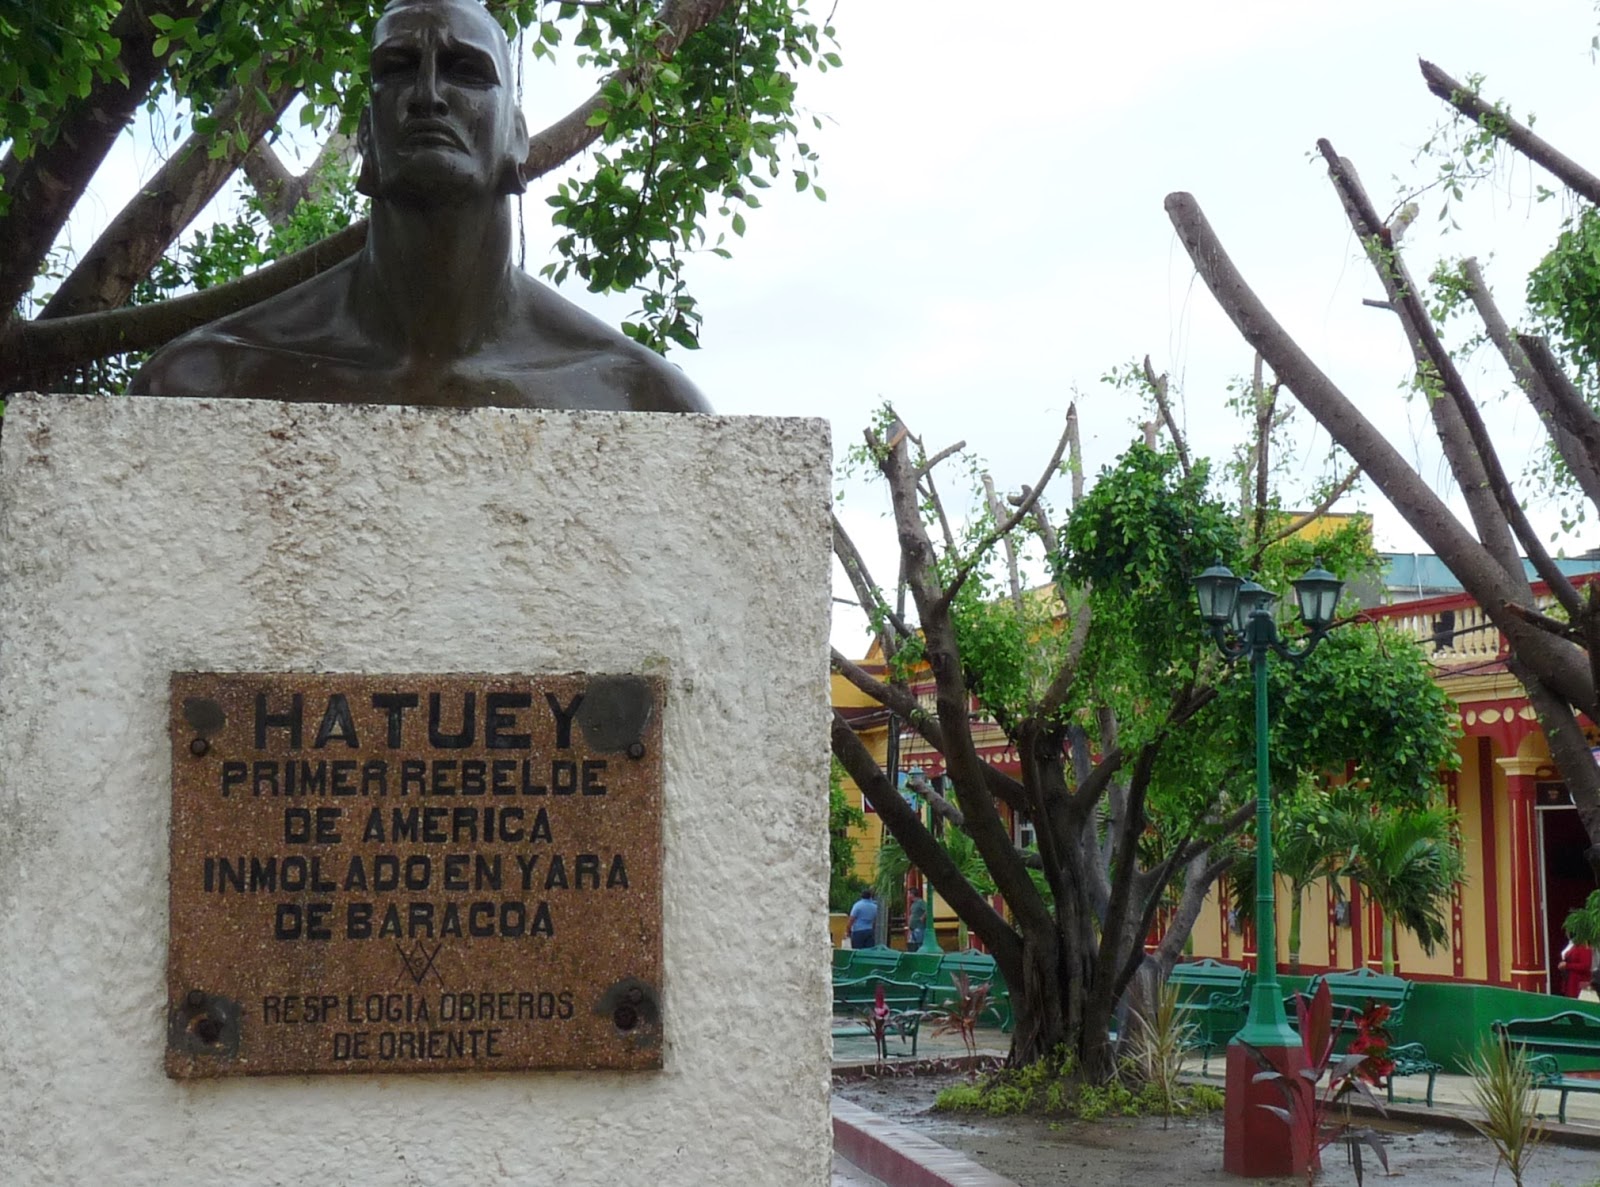 HATUEY
PRIMER REBELDE
DE AMERICA
INMOLADO EN YARA
DE BARACOA
RESP LOGIA OBREROS
DE ORIENTE